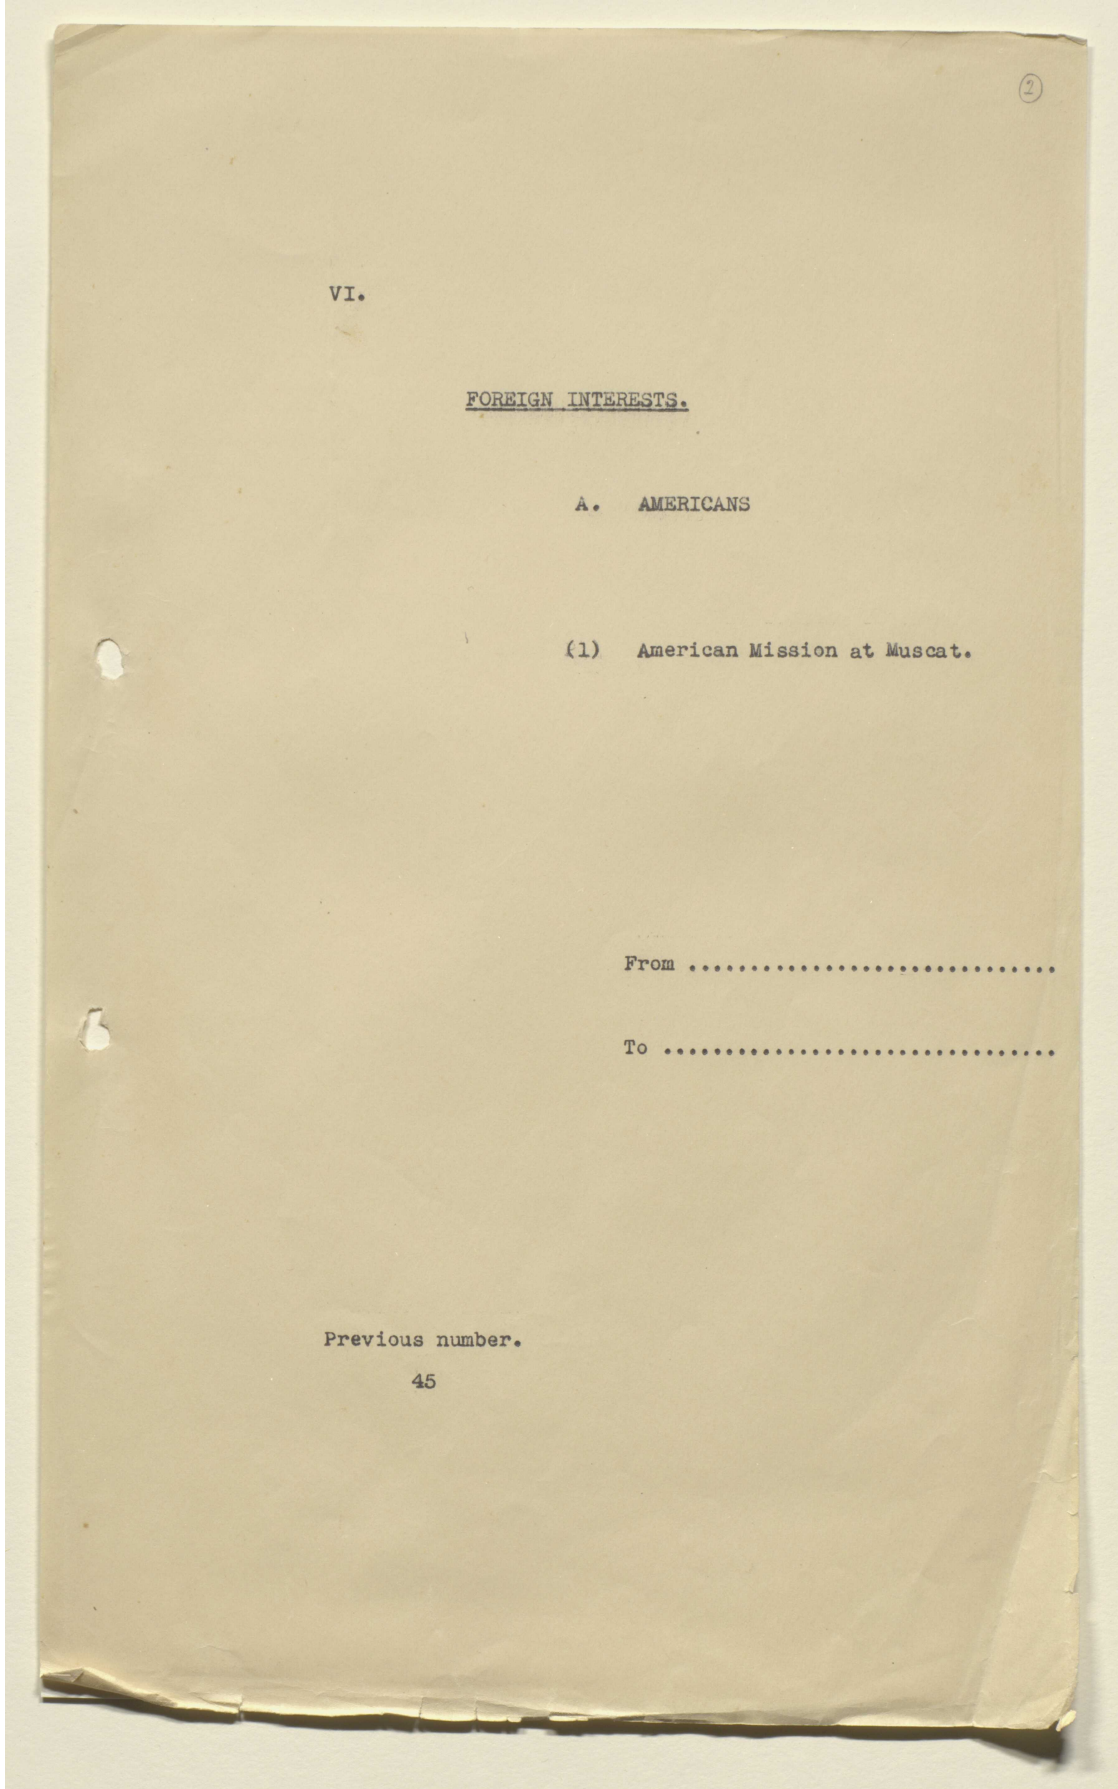 2
VI.
FOREIGN INTERESTS.
A. AMERICANS
(1) American Mission at Muscat.
From ..............................
To ................................
Previous number.
45